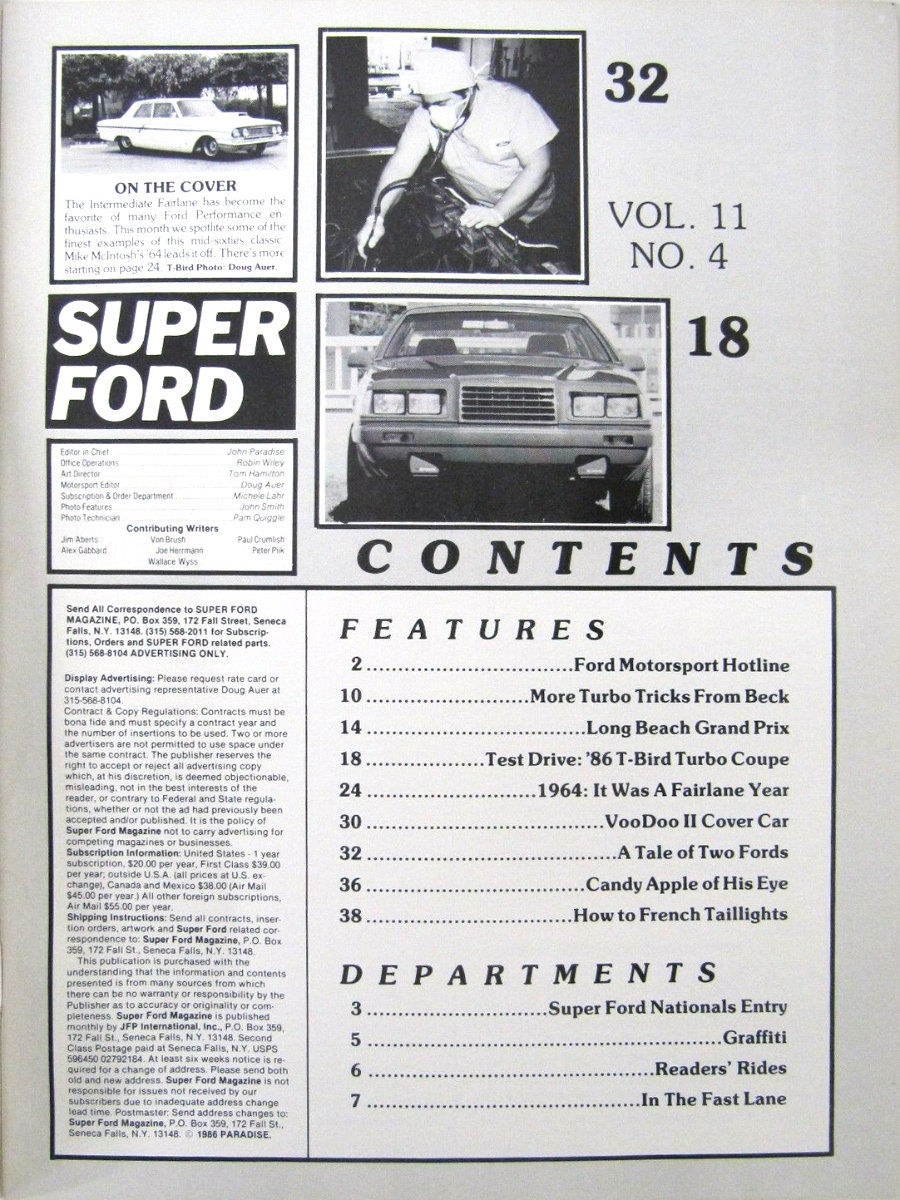 ON THE COVER
The Intermediate Fairlane has become the
favorite of many Ford Performance en
thusiasts. This month we spotlite some of the
finest examples of this mid-sixties classic.
Mike McIntosh's '64 leads it off. There's more
starting on page 24. T-Bird Photo: Doug Auer.
32
VOL. 11
NO. 4
SUPER
FORD
18
Editor in Chief John Paradise
Office Operations Robin Wiley
Art Director Tom Hamilton
Motorsport Editor Doug Auer
Subscription & Order Department Michele Lahr
Photo Features John Smith
Photo Technician Pam Quiggle
Contributing Writers
Jim Aberts Von Brush Paul Crumlish
Alex Gabbard Joe Herrmann Peter Piik
Wallace Wyss
CONTENTS
Send All Correspondence to SUPER FORD
MAGAZINE, PO. Box 359, 172 Fall Street, Seneca
Falls, N.Y. 13148. (315) 568-2011 for Subscrip-
tions, Orders and SUPER FORD related parts.
(315) 568-8104 ADVERTISING ONLY.
Display Advertising: Please request rate card or
contact advertising representative Doug Auer at
315-568-8104.
Contract & Copy Regulations: Contracts must be
bona fide and must specify a contract year and
the number of insertions to be used. Two or more
advertisers are not permitted to use space under
the same contract. The publisher reserves the
right to accept or reject all advertising copy
which, at his discretion, is deemed objectionable,
misleading, not in the best interests of the
reader, or contrary to Federal and State regula-
tions, whether or not the ad had previously been
accepted and/or published. It is the policy of
Super Ford Magazine not to carry advertising for
competing magazines or businesses.
Subscription Information: United States - 1 year
subscription, $20.00 per year, First Class $39.00
per year; outside U.S.A. (all prices at U.S. ex-
change), Canada and Mexico $38.00 (Air Mail
$45.00 per year.) All other foreign subscriptions,
Air Mail $55.00 per year.
Shipping Instructions: Send all contracts, inser-
tion orders, artwork and Super Ford related cor-
respondence to: Super Ford Magazine, P.O. Box
359, 172 Fall St., Seneca Falls, N.Y. 13148.
This publication is purchased with the
understanding that the information and contents
presented is from many sources from which
there can be no warranty or responsibility by the
Publisher as to accuracy or originality or com-
pleteness. Super Ford Magazine is published
monthly by JFP International, Inc., P.O. Box 359,
172 Fall St., Seneca Falls, N.Y. 13148. Second
Class Postage paid at Seneca Falls, N.Y. USPS
596450 02792184. At least six weeks notice is re-
quired for a change of address. Please send both
old and new address. Super Ford Magazine is not
responsible for issues not received by our
subscribers due to inadequate address change
lead time. Postmaster: Send address changes to:
Super Ford Magazine, P.O. Box 359, 172 Fall St.,
Seneca Falls, N.Y. 13148. © 1986 PARADISE.
FEATURES
2 Ford Motorsport Hotline
10 More Turbo Tricks From Beck
14 Long Beach Grand Prix
18 Test Drive: '86 T-Bird Turbo Coupe
24 1964: It Was A Fairlane Year
30 VooDoo II Cover Car
32 A Tale of Two Fords
36 Candy Apple of His Eye
38 How to French Taillights
DEPARTMENTS
3 Super Ford Nationals Entry
5 Graffiti
6 Readers' Rides
7 In The Fast Lane